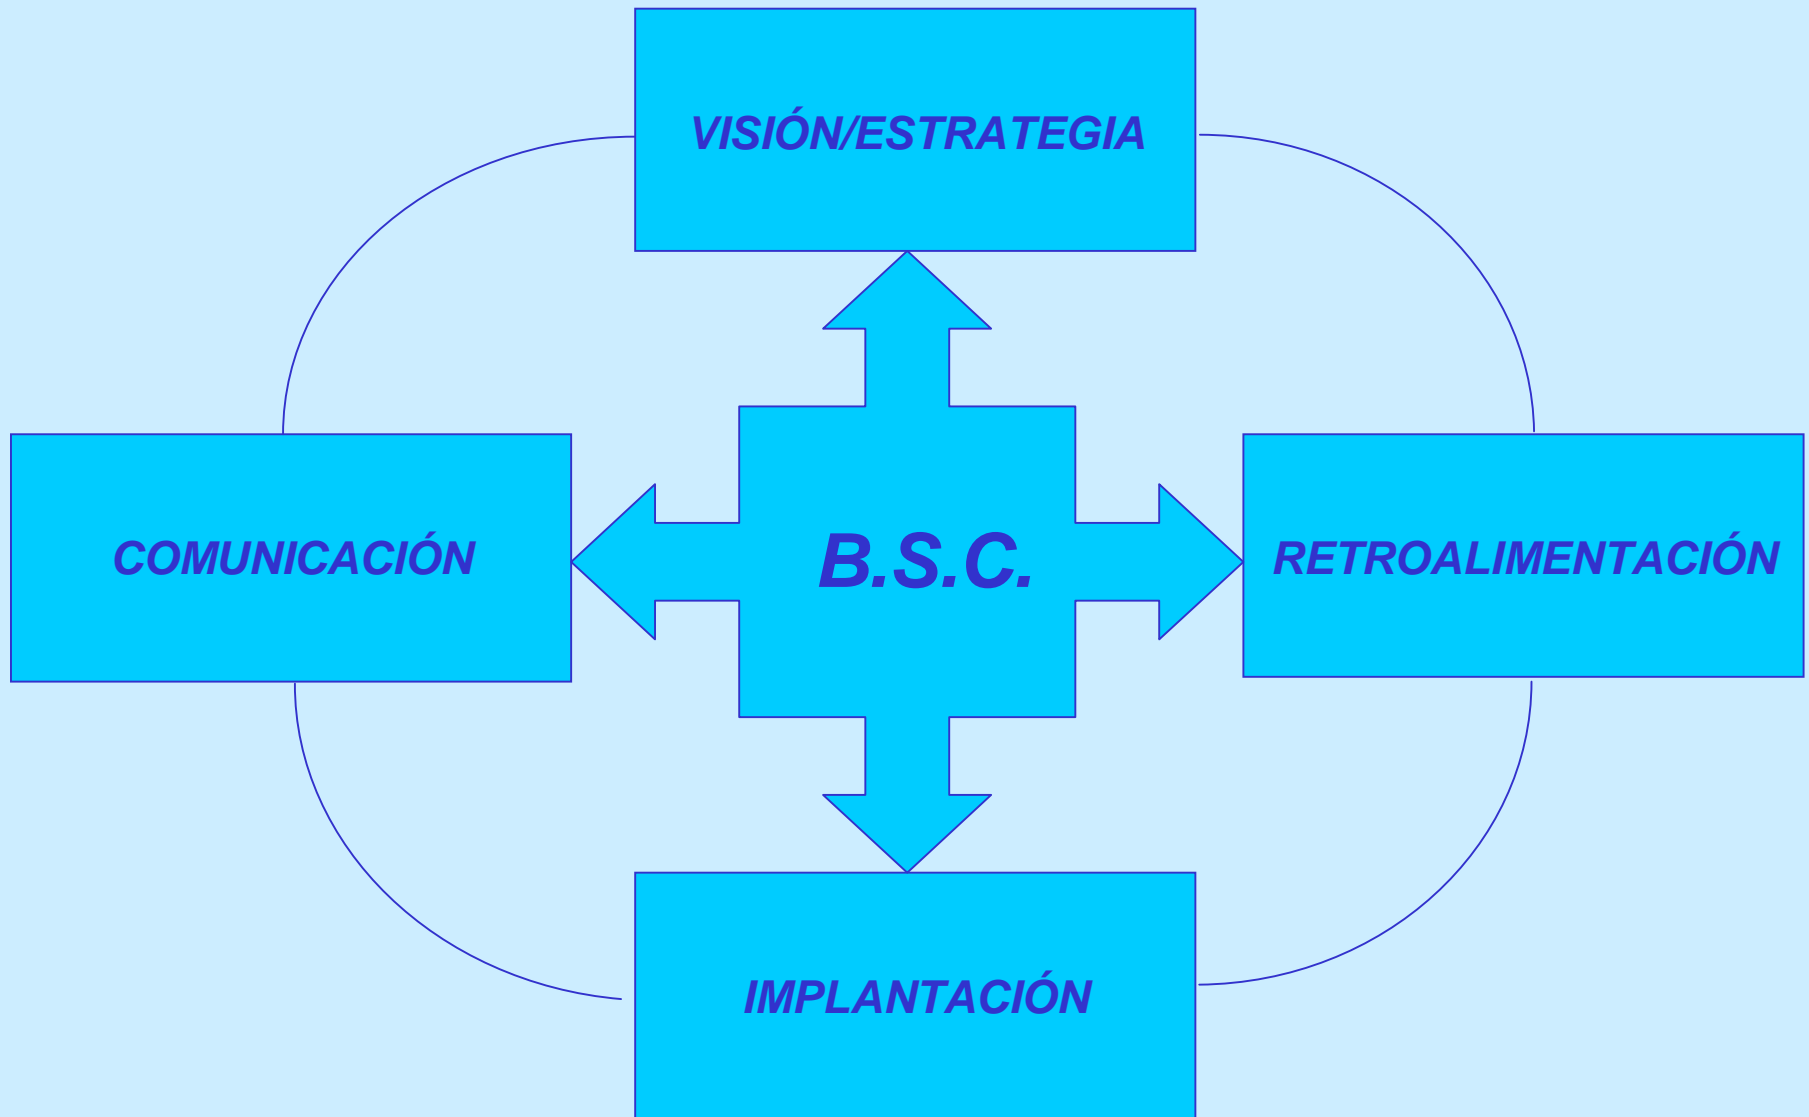 VISIÓN/ESTRATEGIA
COMUNICACIÓN
B.S.C.
RETROALIMENTACIÓN
IMPLANTACIÓN